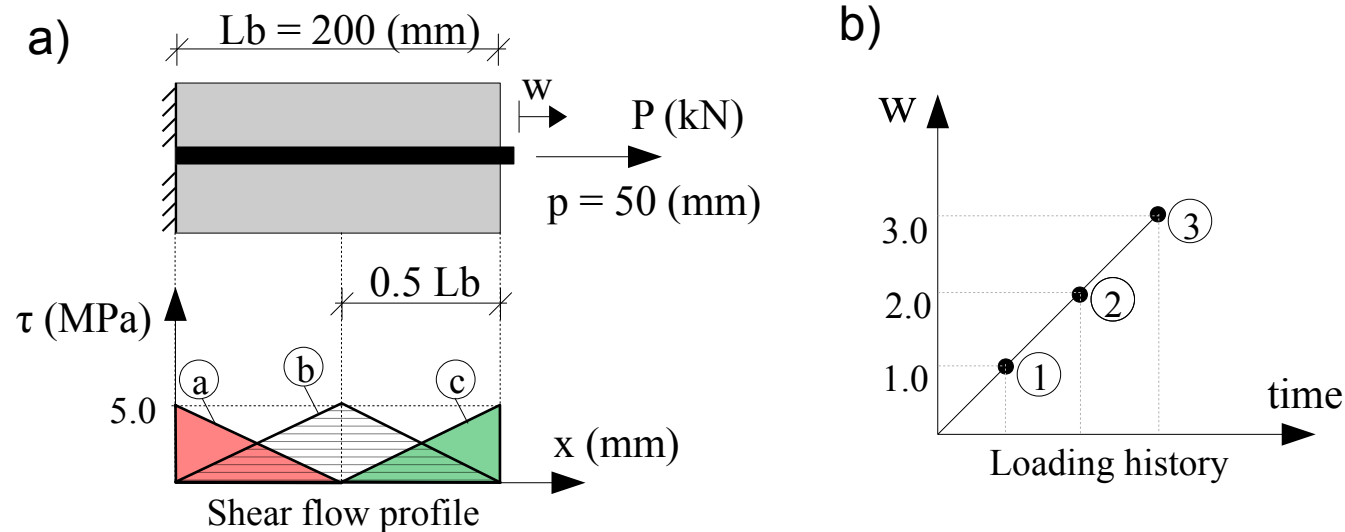 a)
Lb = 200 (mm)
w
P (kN)
p = 50 (mm)
0.5 Lb
τ (MPa)
a
b
c
5.0
x (mm)
Shear flow profile
b)
w
3.0
3
2.0
2
1.0
1
time
Loading history